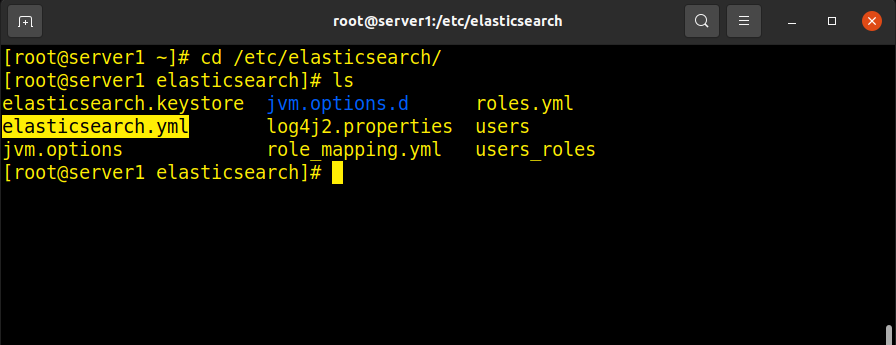 root@server1:/etc/elasticsearch
[root@server1 ~]# cd /etc/elasticsearch/
[root@server1 elasticsearch]# ls
elasticsearch.keystore  jvm.options.d      roles.yml
elasticsearch.yml       log4j2.properties  users
jvm.options             role_mapping.yml   users_roles
[root@server1 elasticsearch]#